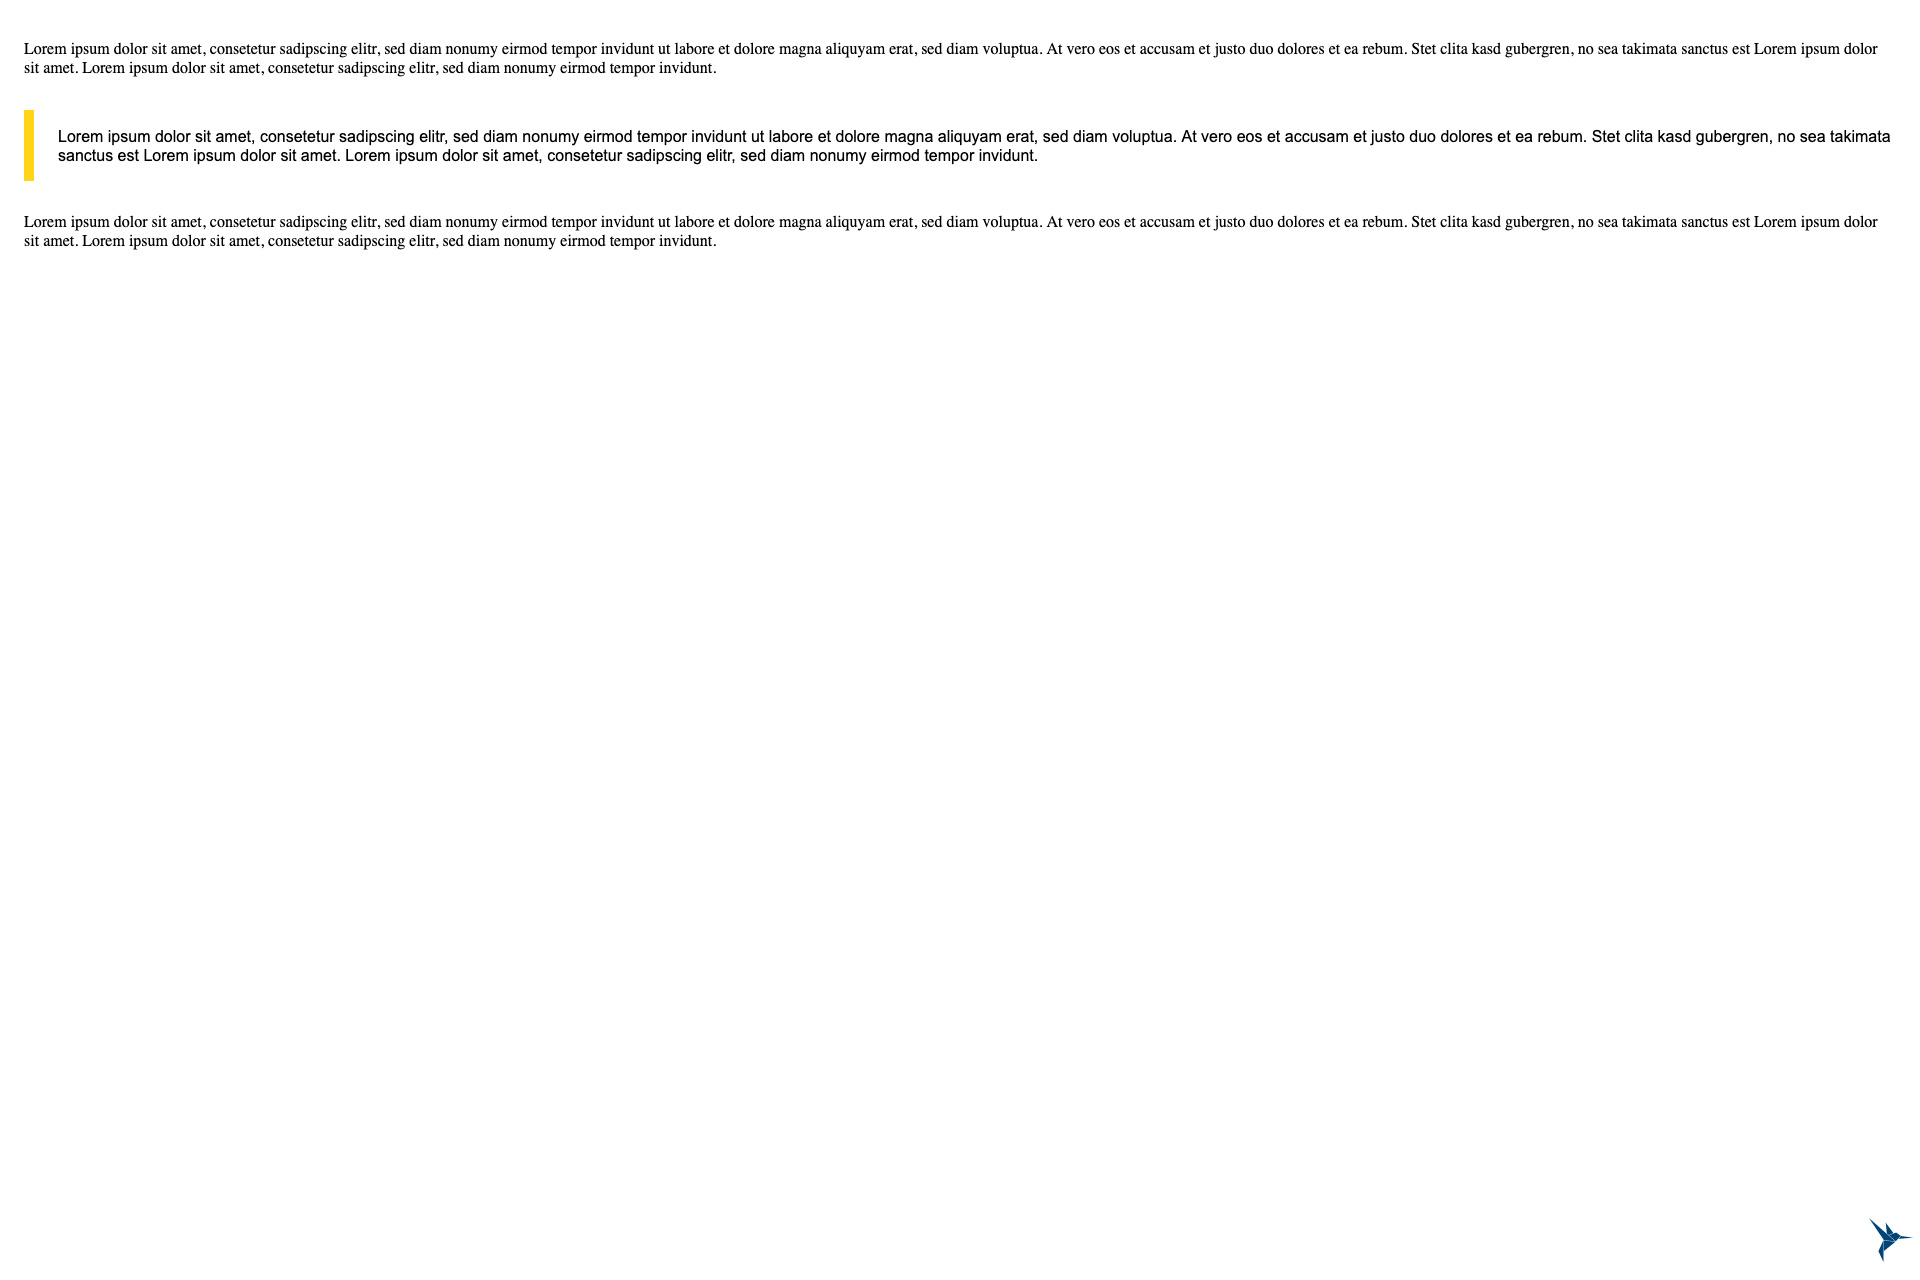 Lorem ipsum dolor sit amet, consetetur sadipscing elitr, sed diam nonumy eirmod tempor invidunt ut labore et dolore magna aliquyam erat, sed diam voluptua. At vero eos et accusam et justo duo dolores et ea rebum. Stet clita kasd gubergren, no sea takimata sanctus est Lorem ipsum dolor
sit amet. Lorem ipsum dolor sit amet, consetetur sadipscing elitr, sed diam nonumy eirmod tempor invidunt.
Lorem ipsum dolor sit amet, consetetur sadipscing elitr, sed diam nonumy eirmod tempor invidunt ut labore et dolore magna aliquyam erat, sed diam voluptua. At vero eos et accusam et justo duo dolores et ea rebum. Stet clita kasd gubergren, no sea takimata
sanctus est Lorem ipsum dolor sit amet. Lorem ipsum dolor sit amet, consetetur sadipscing elitr, sed diam nonumy eirmod tempor invidunt.
Lorem ipsum dolor sit amet, consetetur sadipscing elitr, sed diam nonumy eirmod tempor invidunt ut labore et dolore magna aliquyam erat, sed diam voluptua. At vero eos et accusam et justo duo dolores et ea rebum. Stet clita kasd gubergren, no sea takimata sanctus est Lorem ipsum dolor
sit amet. Lorem ipsum dolor sit amet, consetetur sadipscing elitr, sed diam nonumy eirmod tempor invidunt.